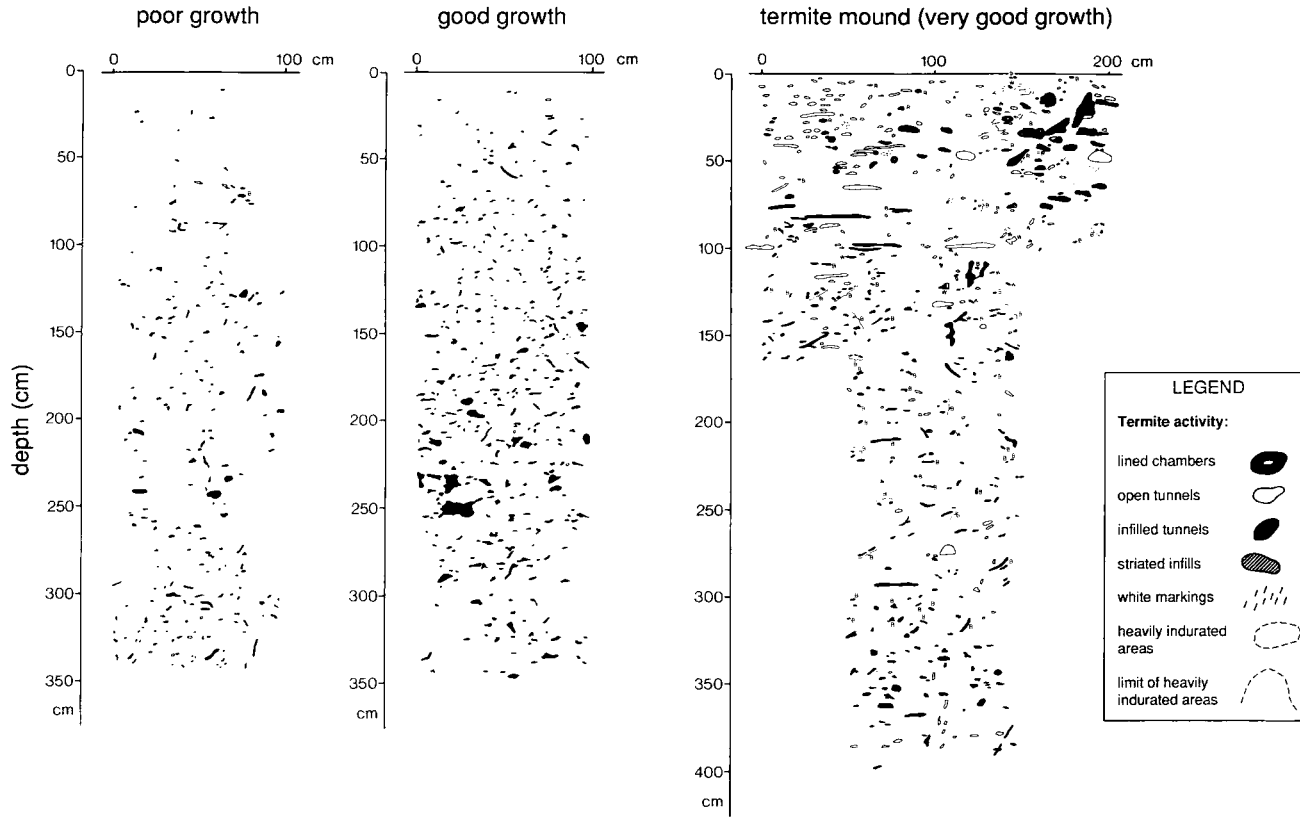 poor growth
good growth
termite mound (very good growth)
0 100 cm
0 100 cm
0 100 200 cm
0
50
100
150
200
250
300
350
cm
depth (cm)
0
50
100
150
200
250
300
350
cm
0
50
100
150
200
250
300
350
400
cm
LEGEND
Termite activity:
lined chambers
open tunnels
infilled tunnels
striated infills
white markings
heavily indurated
areas
limit of heavily
indurated areas